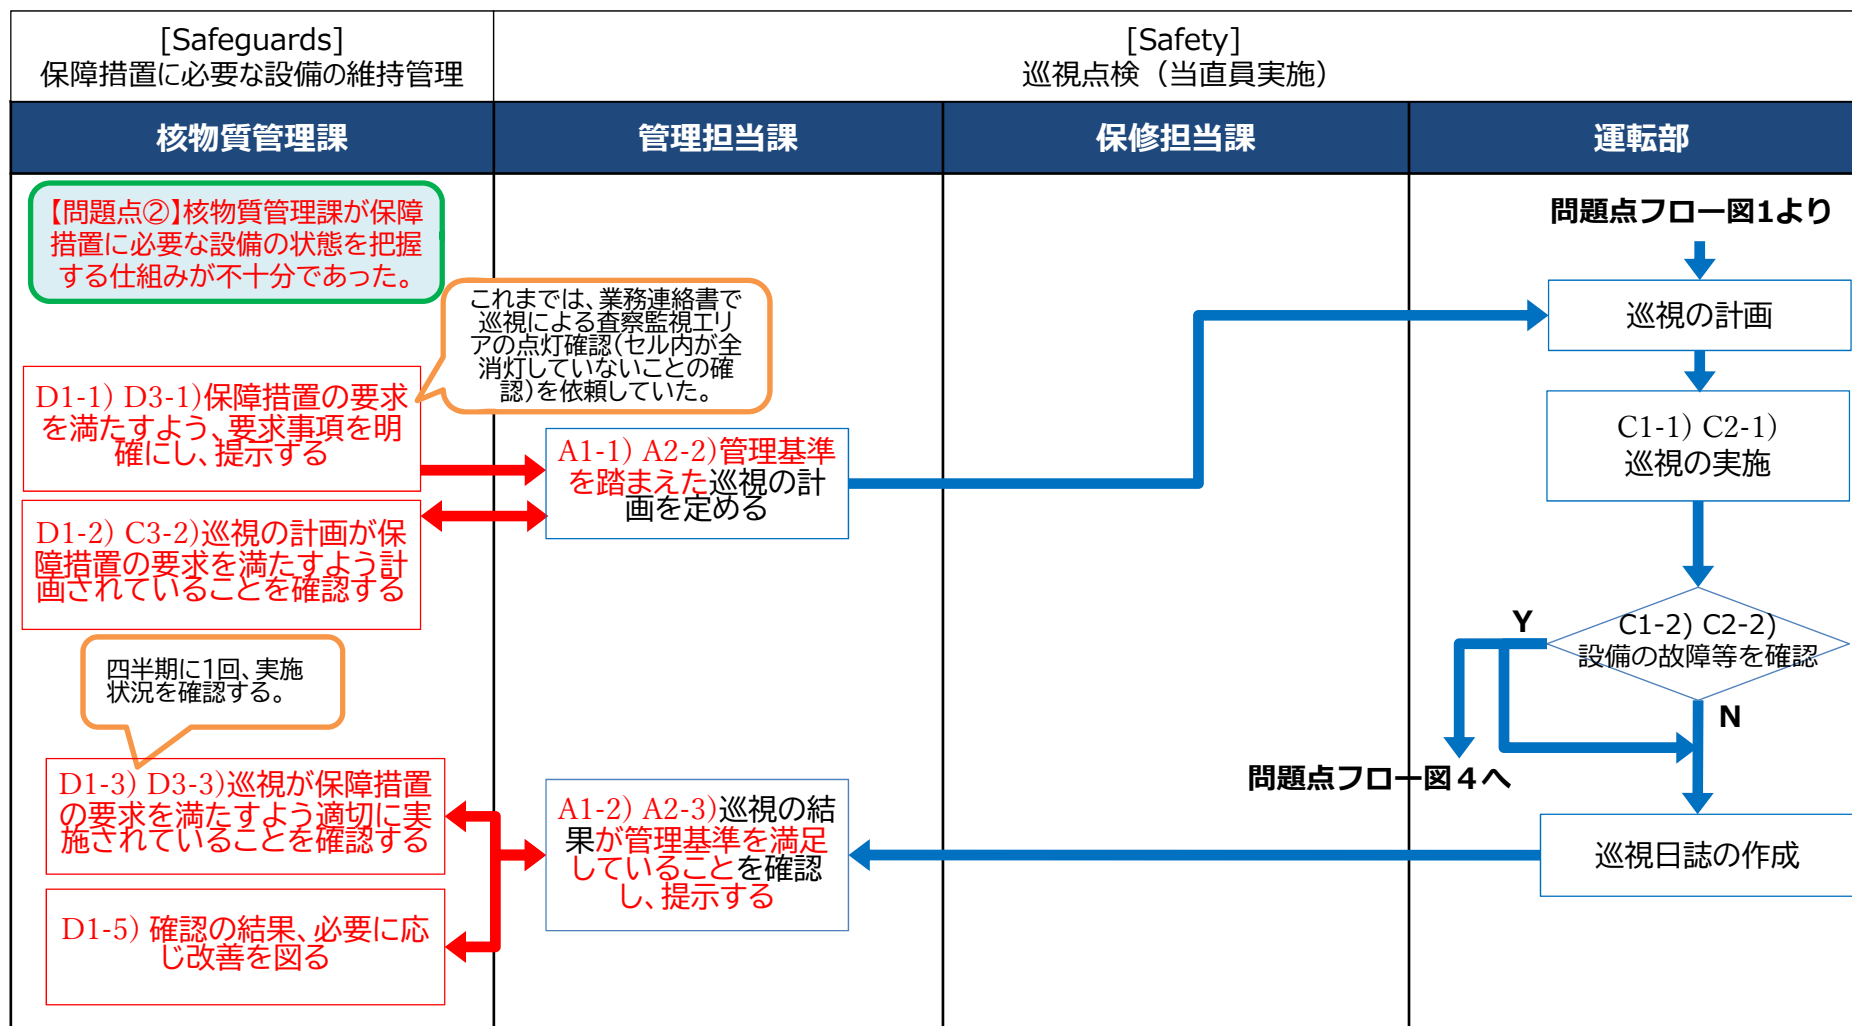 [Safeguards]
保障措置に必要な設備の維持管理
[Safety]
巡視点検（当直員実施）
核物質管理課
管理担当課
保修担当課
運転部
【問題点②】核物質管理課が保障
措置に必要な設備の状態を把握
する仕組みが不十分であった。
これまでは、業務連絡書で
巡視による査察監視エリ
アの点灯確認(セル内が全
消灯していないことの確
認)を依頼していた。
D1-1) D3-1)保障措置の要求
を満たすよう、要求事項を明
確にし、提示する
A1-1) A2-2)管理基準
を踏まえた巡視の計
画を定める
D1-2) C3-2)巡視の計画が保
障措置の要求を満たすよう計
画されていることを確認する
問題点フロー図1より
巡視の計画
C1-1) C2-1)
巡視の実施
C1-2) C2-2)
設備の故障等を確認
Y
N
問題点フロー図４へ
四半期に1回、実施
状況を確認する。
D1-3) D3-3)巡視が保障措置
の要求を満たすよう適切に実
施されていることを確認する
A1-2) A2-3)巡視の結
果が管理基準を満足
していることを確認
し、提示する
巡視日誌の作成
D1-5) 確認の結果、必要に応
じ改善を図る